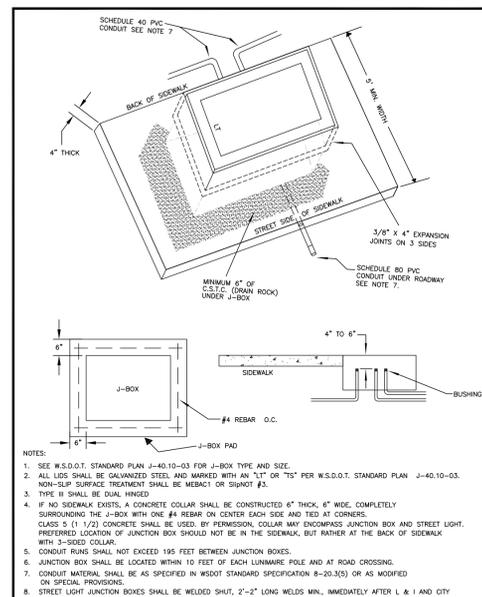 SCHEDULE 40 PVC
CONDUIT SEE NOTE 7
BACK OF SIDEWALK
5' MIN. WIDTH
4" THICK
LT
STREET SIDE OF SIDEWALK
3/8" X 4" EXPANSION
JOINTS ON 3 SIDES
MINIMUM 6" OF
C.S.T.C. (DRAIN ROCK)
UNDER J-BOX
SCHEDULE 80 PVC
CONDUIT UNDER ROADWAY
SEE NOTE 7.
6"
4" TO 6"
J-BOX
SIDEWALK
BUSHING
#4 REBAR O.C.
6"
J-BOX PAD
NOTES:
1. SEE W.S.D.O.T. STANDARD PLAN J-40.10-03 FOR J-BOX TYPE AND SIZE.
2. ALL LIDS SHALL BE GALVANIZED STEEL AND MARKED WITH AN "LT" OR "TS" PER W.S.D.O.T. STANDARD PLAN J-40.10-03.
NON-SLIP SURFACE TREATMENT SHALL BE MEBAC1 OR SlipNOT #3.
3. TYPE III SHALL BE DUAL HINGED
4. IF NO SIDEWALK EXISTS, A CONCRETE COLLAR SHALL BE CONSTRUCTED 6" THICK, 6" WIDE, COMPLETELY
SURROUNDING THE J-BOX WITH ONE #4 REBAR ON CENTER EACH SIDE AND TIED AT CORNERS.
CLASS 5 (1 1/2) CONCRETE SHALL BE USED. BY PERMISSION, COLLAR MAY ENCOMPASS JUNCTION BOX AND STREET LIGHT.
PREFERRED LOCATION OF JUNCTION BOX SHOULD NOT BE IN THE SIDEWALK, BUT RATHER AT THE BACK OF SIDEWALK
WITH 3-SIDED COLLAR.
5. CONDUIT RUNS SHALL NOT EXCEED 195 FEET BETWEEN JUNCTION BOXES.
6. JUNCTION BOX SHALL BE LOCATED WITHIN 10 FEET OF EACH LUNIMAIRE POLE AND AT ROAD CROSSING.
7. CONDUIT MATERIAL SHALL BE AS SPECIFIED IN WSDOT STANDARD SPECIFICATION 8-20.3(5) OR AS MODIFIED
ON SPECIAL PROVISIONS.
8. STREET LIGHT JUNCTION BOXES SHALL BE WELDED SHUT, 2'-2" LONG WELDS MIN., IMMEDIATELY AFTER L & I AND CITY